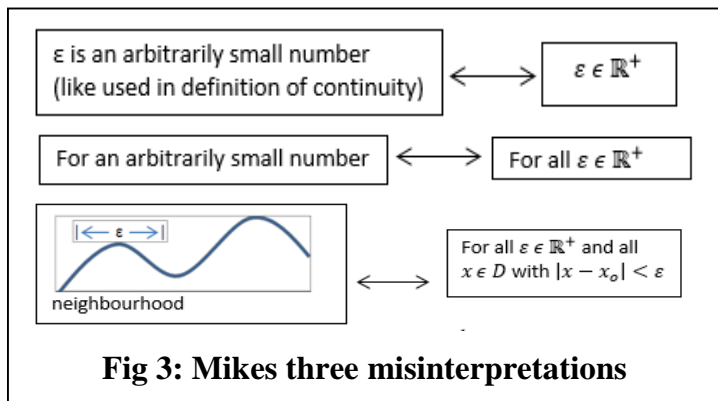 ε is an arbitrarily small number
(like used in definition of continuity)
ε ϵ ℝ⁺
For an arbitrarily small number
For all ε ϵ ℝ⁺
|← ε →|
neighbourhood
For all ε ϵ ℝ⁺ and all
x ϵ D with |x − xₒ| < ε
Fig 3: Mikes three misinterpretations